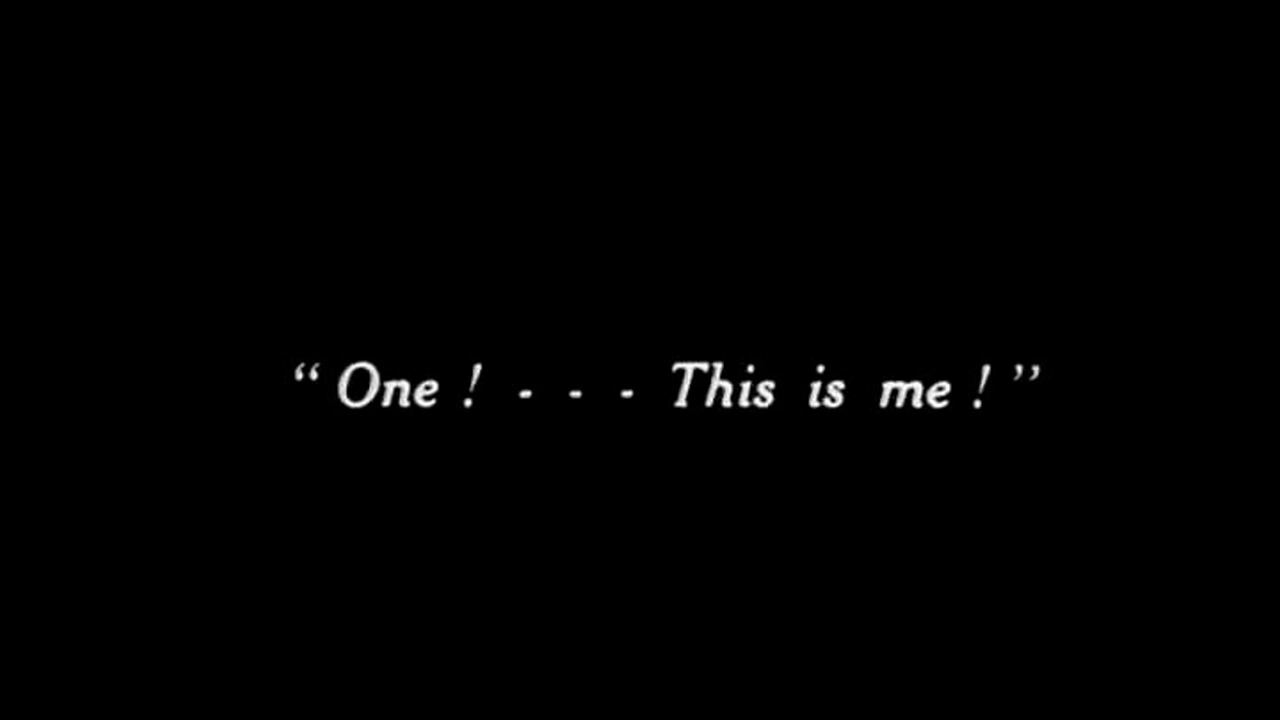 “ One ! - - - This is me ! ”